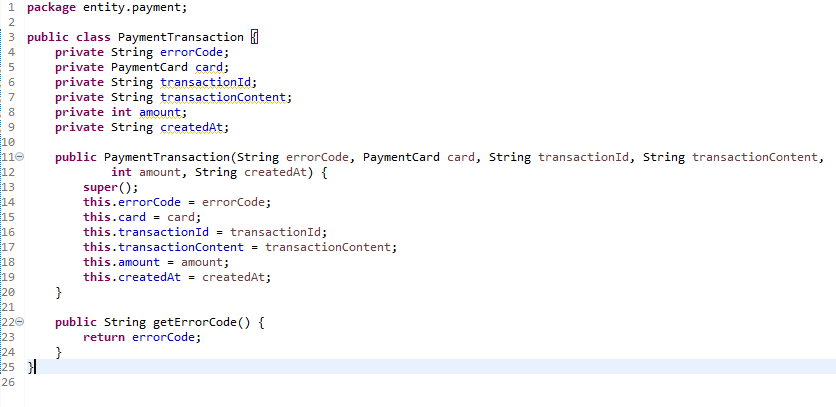 1 package entity.payment;
2
3 public class PaymentTransaction {
4     private String errorCode;
5     private PaymentCard card;
6     private String transactionId;
7     private String transactionContent;
8     private int amount;
9     private String createdAt;
10
11     public PaymentTransaction(String errorCode, PaymentCard card, String transactionId, String transactionContent,
12             int amount, String createdAt) {
13         super();
14         this.errorCode = errorCode;
15         this.card = card;
16         this.transactionId = transactionId;
17         this.transactionContent = transactionContent;
18         this.amount = amount;
19         this.createdAt = createdAt;
20     }
21
22     public String getErrorCode() {
23         return errorCode;
24     }
25 }
26